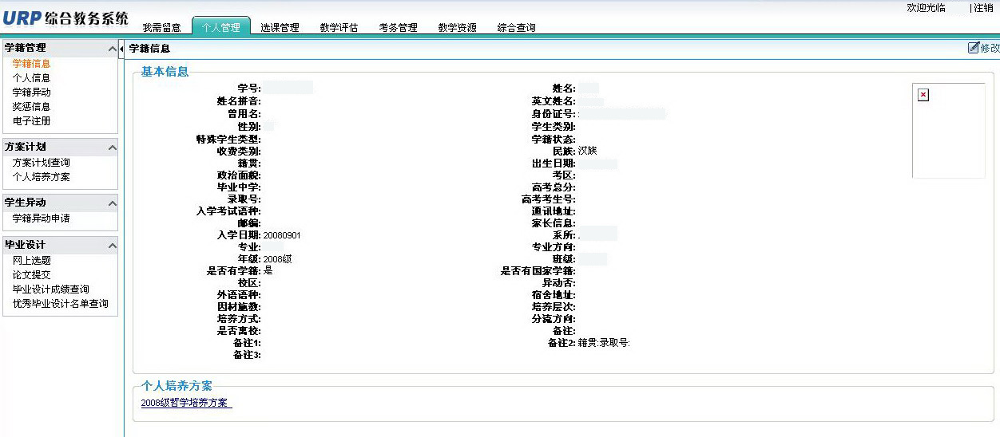 欢迎光临 |注销
URP 综合教务系统
我需留意 个人管理 选课管理 教学评估 考务管理 教学资源 综合查询
学籍管理
学籍信息
个人信息
学籍异动
奖惩信息
电子注册
方案计划
方案计划查询
个人培养方案
学生异动
学籍异动申请
毕业设计
网上选题
论文提交
毕业设计成绩查询
优秀毕业设计名单查询
学籍信息 修改
基本信息
学号: 姓名:
姓名拼音: 英文姓名:
曾用名: 身份证号:
性别: 学生类别:
特殊学生类型: 学籍状态:
收费类别: 民族: 汉族
籍贯: 出生日期:
政治面貌: 考区:
毕业中学: 高考总分:
录取号: 高考考生号:
入学考试语种: 通讯地址:
邮编: 家长信息:
入学日期: 20080901 系所:
专业: 专业方向:
年级: 2008级 班级:
是否有学籍: 是 是否有国家学籍:
校区: 异动否:
外语语种: 宿舍地址:
因材施教: 培养层次:
培养方式: 分流方向:
是否离校: 备注:
备注1: 备注2: 籍贯:录取号:
备注3:
个人培养方案
2008级哲学培养方案